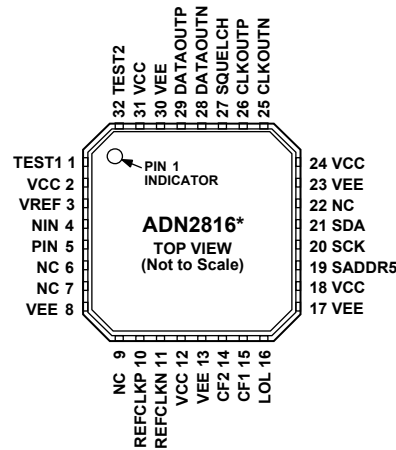 32 TEST2
31 VCC
30 VEE
29 DATAOUTP
28 DATAOUTN
27 SQUELCH
26 CLKOUTP
25 CLKOUTN
TEST1 1
VCC 2
VREF 3
NIN 4
PIN 5
NC 6
NC 7
VEE 8
PIN 1
INDICATOR
ADN2816*
TOP VIEW
(Not to Scale)
24 VCC
23 VEE
22 NC
21 SDA
20 SCK
19 SADDR5
18 VCC
17 VEE
NC 9
REFCLKP 10
REFCLKN 11
VCC 12
VEE 13
CF2 14
CF1 15
LOL 16